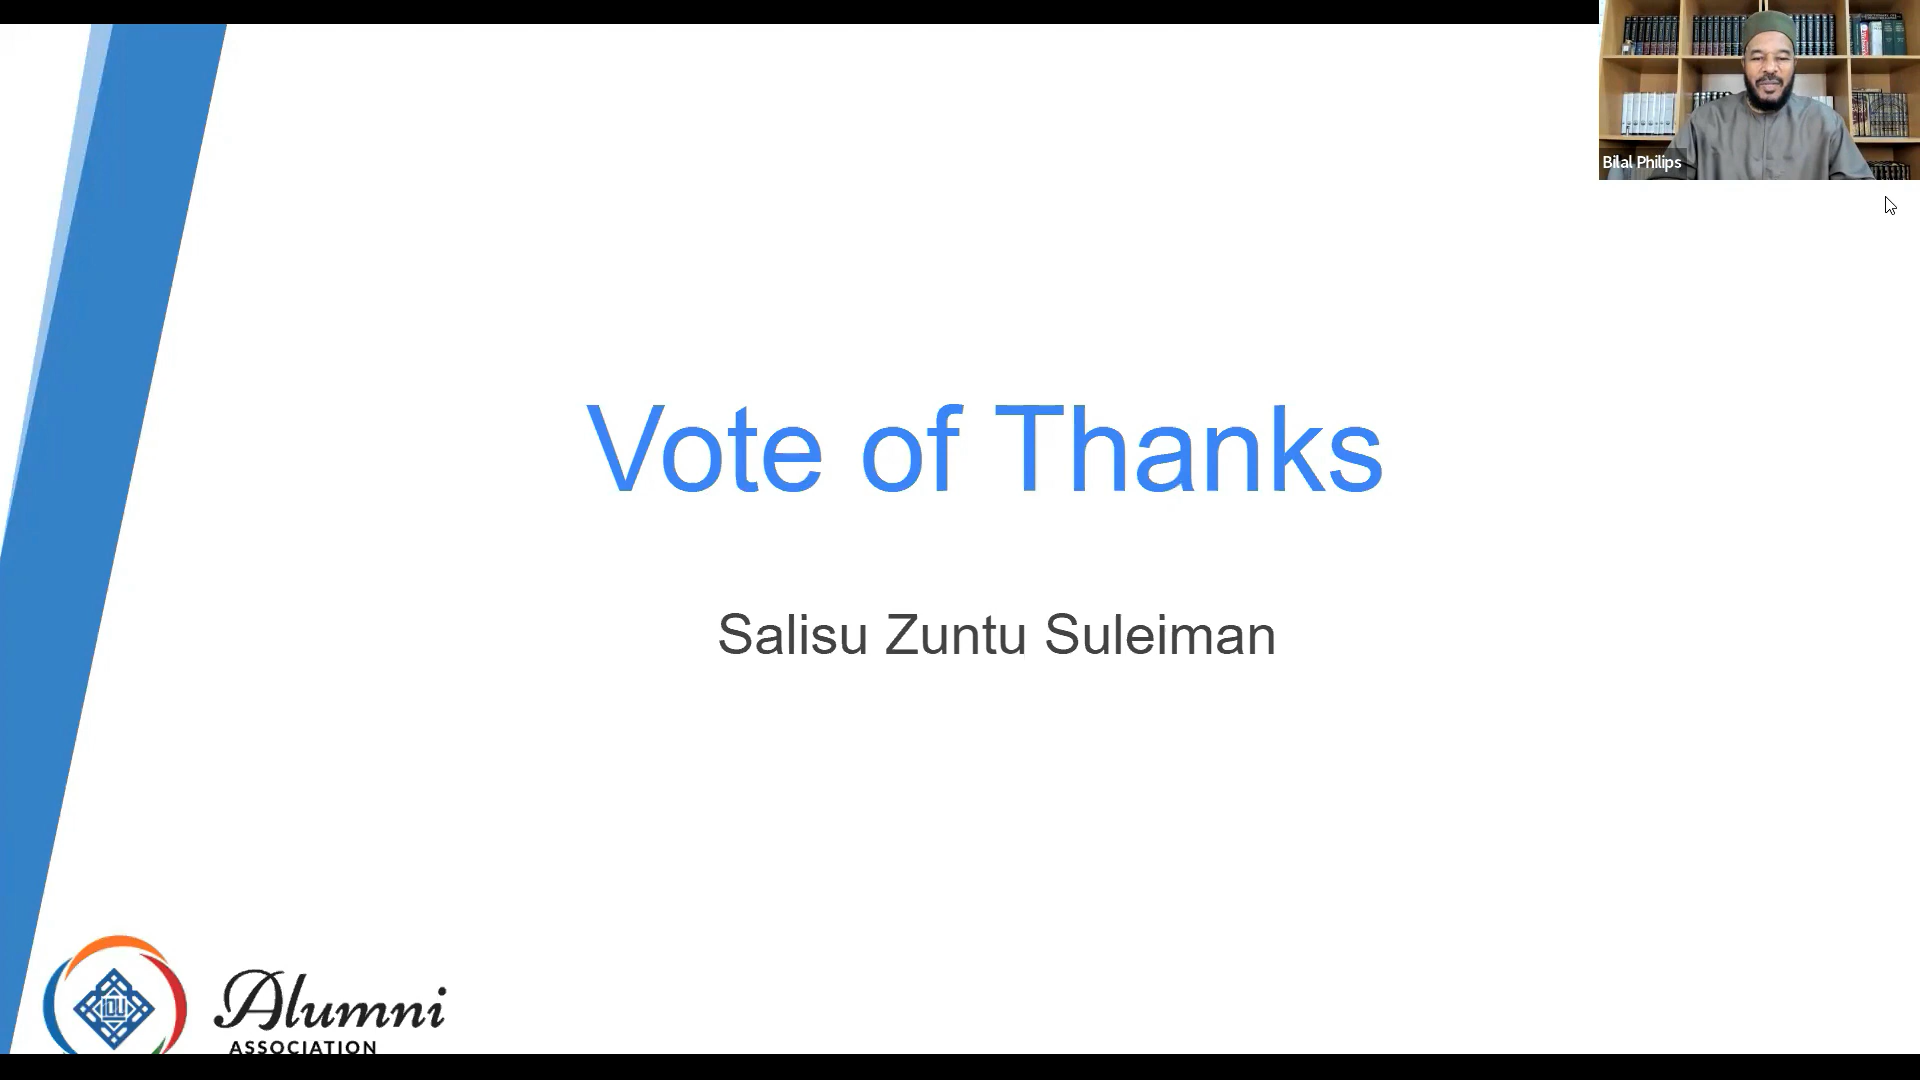 Bilal Philips
Vote of Thanks
Salisu Zuntu Suleiman
IOU
Alumni
ASSOCIATION